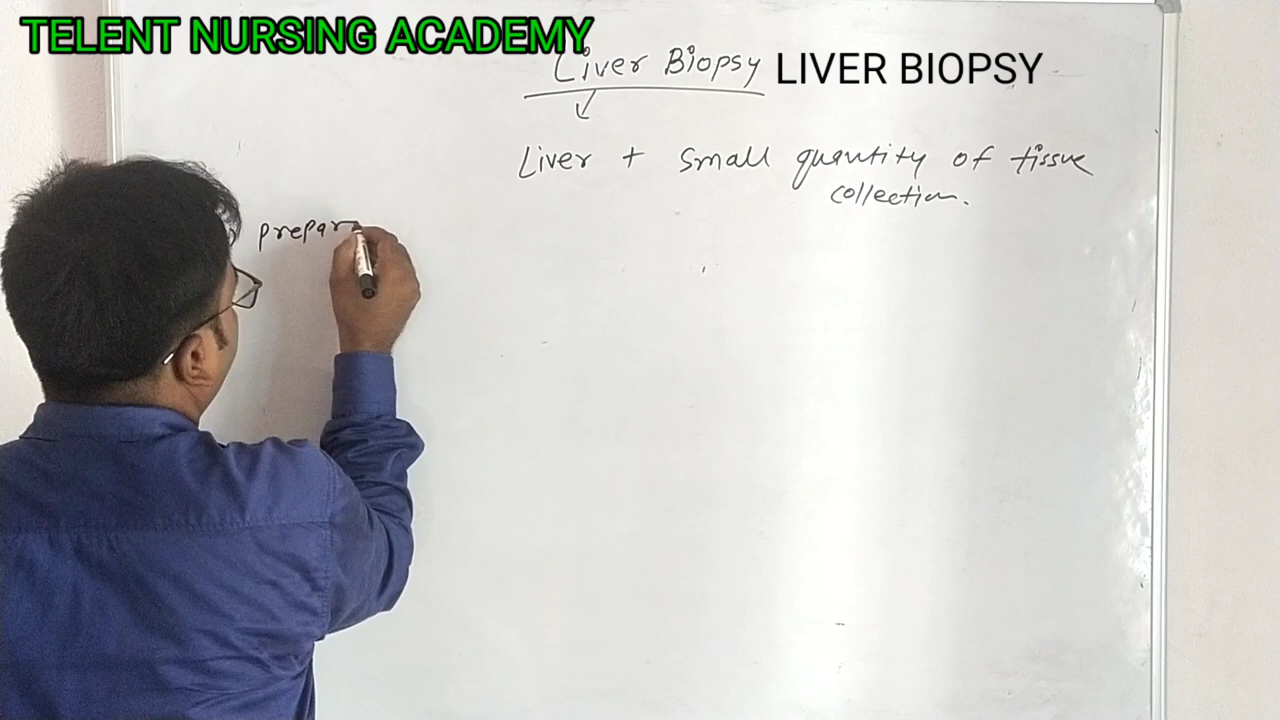 TELENT NURSING ACADEMY
Liver Biopsy LIVER BIOPSY
Liver + small quantity of tissue
collection.
prepar